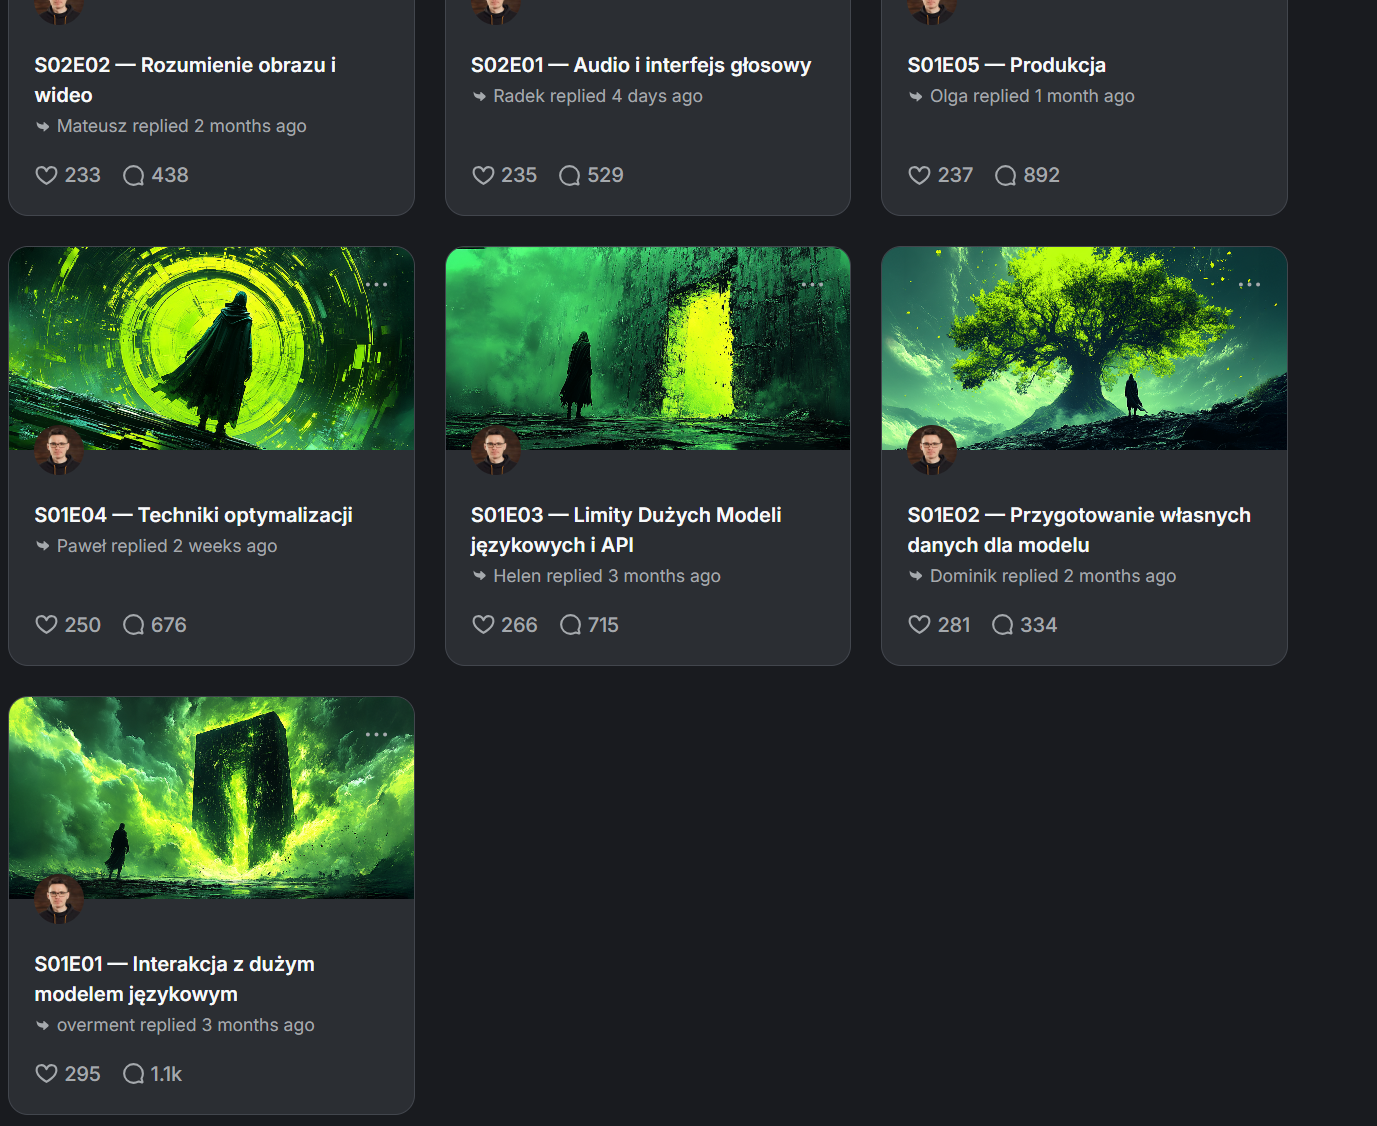 S02E02 — Rozumienie obrazu i
wideo
Mateusz replied 2 months ago
233 438
S02E01 — Audio i interfejs głosowy
Radek replied 4 days ago
235 529
S01E05 — Produkcja
Olga replied 1 month ago
237 892
S01E04 — Techniki optymalizacji
Paweł replied 2 weeks ago
250 676
S01E03 — Limity Dużych Modeli
językowych i API
Helen replied 3 months ago
266 715
S01E02 — Przygotowanie własnych
danych dla modelu
Dominik replied 2 months ago
281 334
S01E01 — Interakcja z dużym
modelem językowym
overment replied 3 months ago
295 1.1k